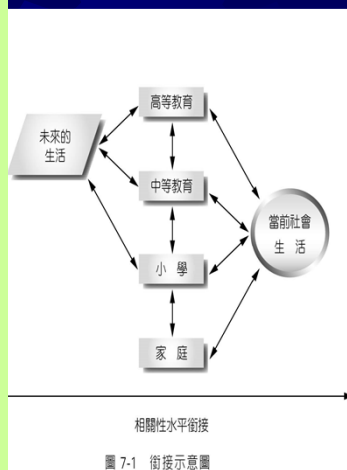 高等教育
未來的
生活
中等教育
當前社會
生 活
小 學
家 庭
相關性水平銜接
圖 7-1 銜接示意圖